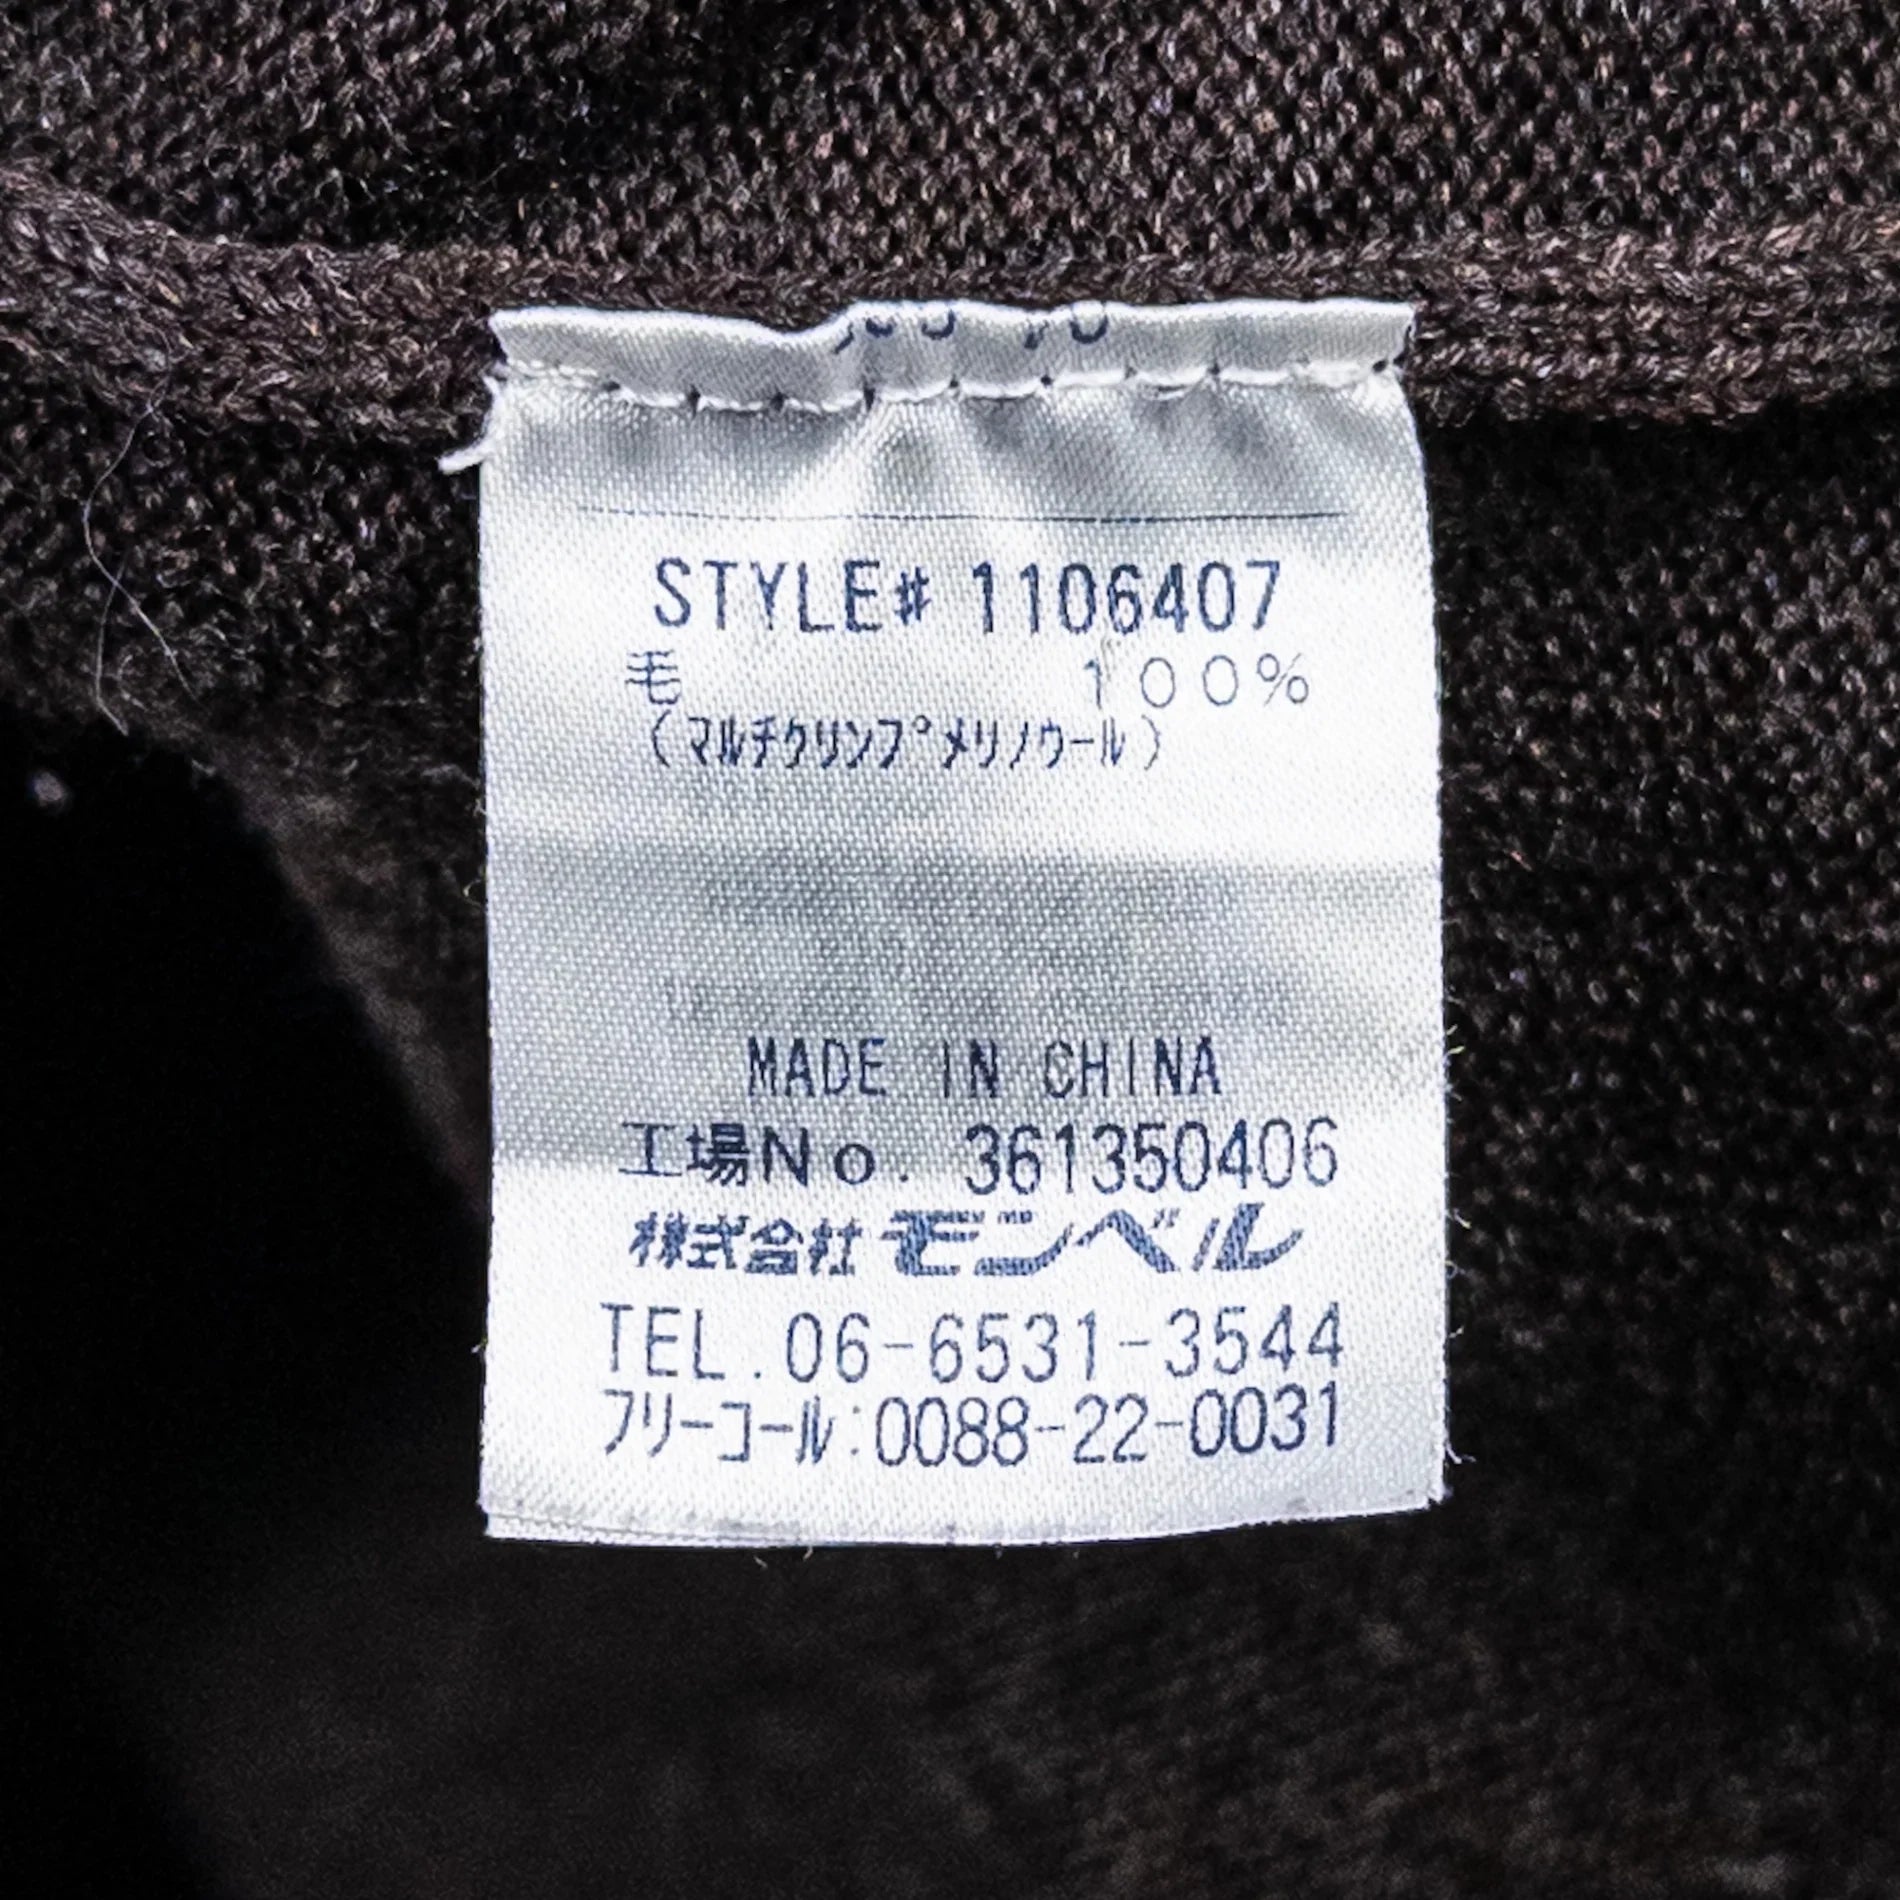 STYLE# 1106407
毛 100%
(マルチクリンプメリノウール)
MADE IN CHINA
工場No. 361350406
株式会社 モンベル
TEL.06-6531-3544
フリーコール:0088-22-0031